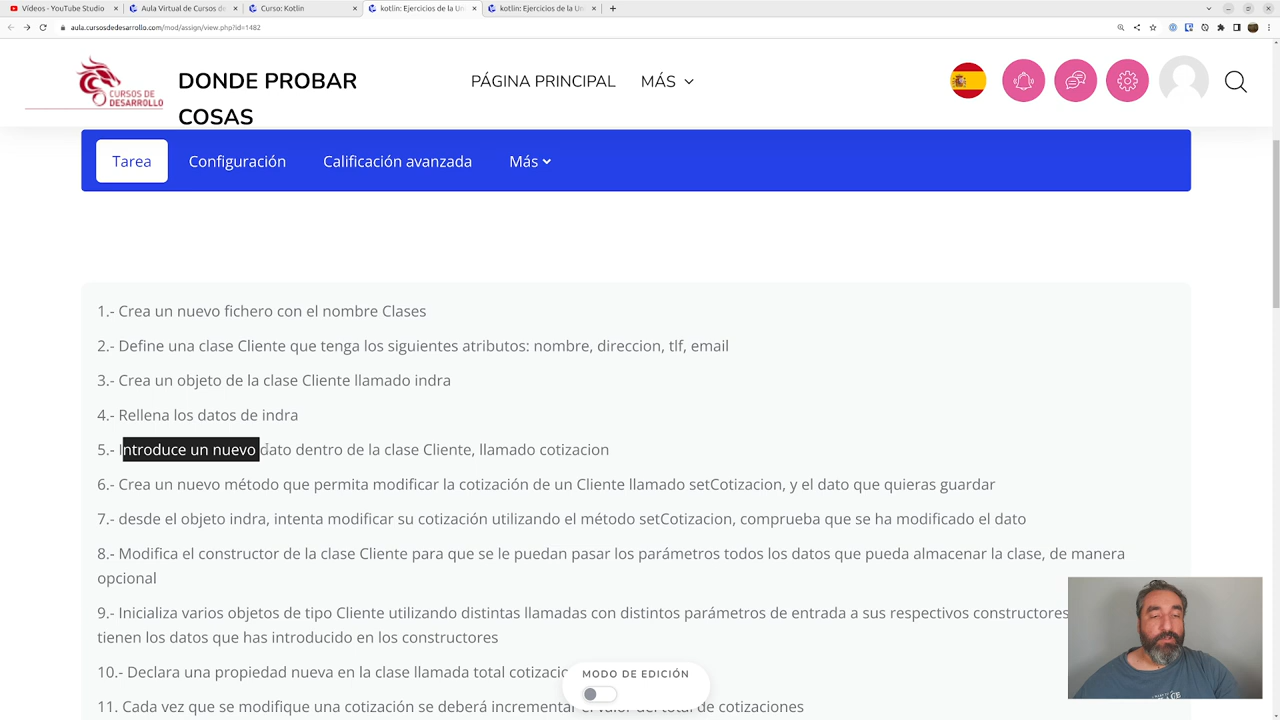 Vídeos - YouTube Studio
Aula Virtual de Cursos de
Curso: Kotlin
kotlin: Ejercicios de la Un
kotlin: Ejercicios de la Un
aula.cursosdedesarrollo.com/mod/assign/view.php?id=1482
CURSOS DE
DESARROLLO
DONDE PROBAR
COSAS
PÁGINA PRINCIPAL
MÁS
Tarea
Configuración
Calificación avanzada
Más
1.- Crea un nuevo fichero con el nombre Clases
2.- Define una clase Cliente que tenga los siguientes atributos: nombre, direccion, tlf, email
3.- Crea un objeto de la clase Cliente llamado indra
4.- Rellena los datos de indra
5.- Introduce un nuevo dato dentro de la clase Cliente, llamado cotizacion
6.- Crea un nuevo método que permita modificar la cotización de un Cliente llamado setCotizacion, y el dato que quieras guardar
7.- desde el objeto indra, intenta modificar su cotización utilizando el método setCotizacion, comprueba que se ha modificado el dato
8.- Modifica el constructor de la clase Cliente para que se le puedan pasar los parámetros todos los datos que pueda almacenar la clase, de manera
opcional
9.- Inicializa varios objetos de tipo Cliente utilizando distintas llamadas con distintos parámetros de entrada a sus respectivos constructores
tienen los datos que has introducido en los constructores
10.- Declara una propiedad nueva en la clase llamada total cotizacio
MODO DE EDICIÓN
11. Cada vez que se modifique una cotización se deberá incrementar el valor del total de cotizaciones